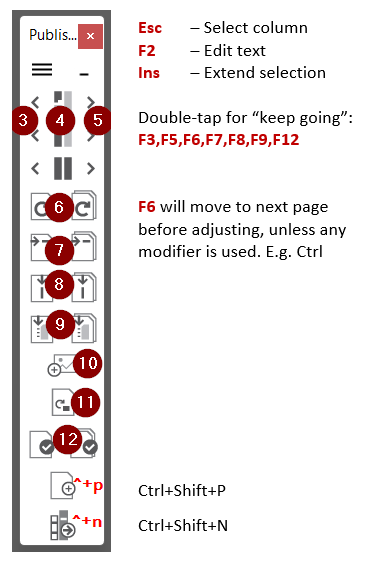 Publis... ×
Esc – Select column
F2 – Edit text
Ins – Extend selection
3 4 5
Double-tap for “keep going”:
F3,F5,F6,F7,F8,F9,F12
6
F6 will move to next page
before adjusting, unless any
modifier is used. E.g. Ctrl
7
8
9
10
11
12
^+p Ctrl+Shift+P
^+n Ctrl+Shift+N